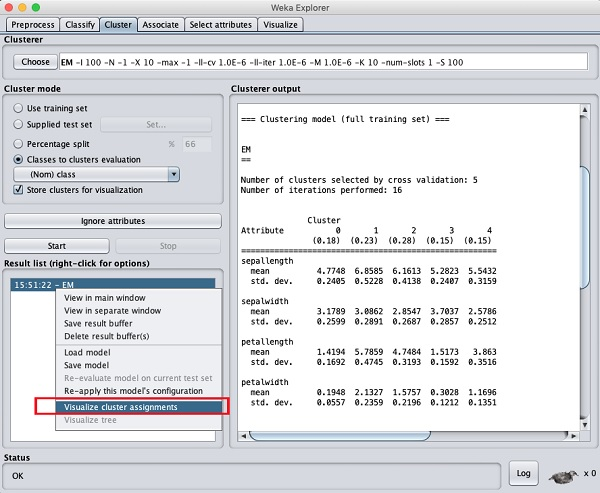 Weka Explorer
Preprocess Classify Cluster Associate Select attributes Visualize
Clusterer
Choose EM -I 100 -N -1 -X 10 -max -1 -ll-cv 1.0E-6 -ll-iter 1.0E-6 -M 1.0E-6 -K 10 -num-slots 1 -S 100
Cluster mode
Use training set
Supplied test set Set...
Percentage split % 66
Classes to clusters evaluation
(Nom) class
Store clusters for visualization
Ignore attributes
Start Stop
Result list (right-click for options)
15:51:22 - EM
View in main window
View in separate window
Save result buffer
Delete result buffer(s)
Load model
Save model
Re-evaluate model on current test set
Re-apply this model's configuration
Visualize cluster assignments
Visualize tree
Clusterer output
=== Clustering model (full training set) ===
EM
==
Number of clusters selected by cross validation: 5
Number of iterations performed: 16
Cluster
Attribute 0 1 2 3 4
(0.18) (0.23) (0.28) (0.15) (0.15)
======================================================
sepallength
mean 4.7748 6.8585 6.1613 5.2823 5.5432
std. dev. 0.2405 0.5228 0.4138 0.2407 0.3159
sepalwidth
mean 3.1789 3.0862 2.8547 3.7037 2.5786
std. dev. 0.2599 0.2891 0.2687 0.2857 0.2512
petallength
mean 1.4194 5.7859 4.7484 1.5173 3.863
std. dev. 0.1692 0.4745 0.3193 0.1592 0.3516
petalwidth
mean 0.1948 2.1327 1.5757 0.3028 1.1696
std. dev. 0.0557 0.2359 0.2196 0.1212 0.1351
Status
OK
Log x 0